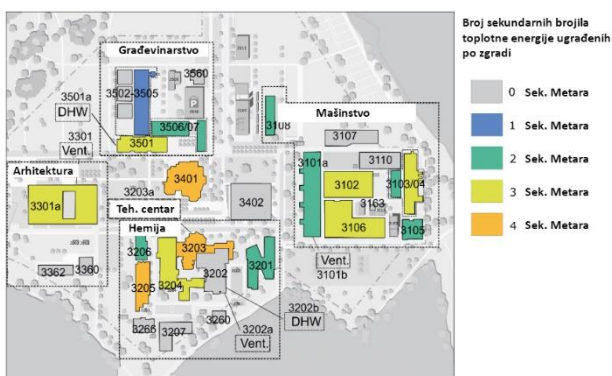 Građevinarstvo
3501a
DHW
3502-3505
3560
3506/07
3501
3301
Vent.
3108
Mašinstvo
3107
3101a
3110
3102
3103/04
3163
3106
3105
Vent.
3101b
Arhitektura
3301a
3362
3360
3401
3203a
3402
Teh. centar
Hemija
3206
3203
3202
3201
3205
3204
3202b
DHW
3260
3207
3202a
Vent.
Broj sekundarnih brojila
toplotne energije ugrađenih
po zgradi
0 Sek. Metara
1 Sek. Metara
2 Sek. Metara
3 Sek. Metara
4 Sek. Metara